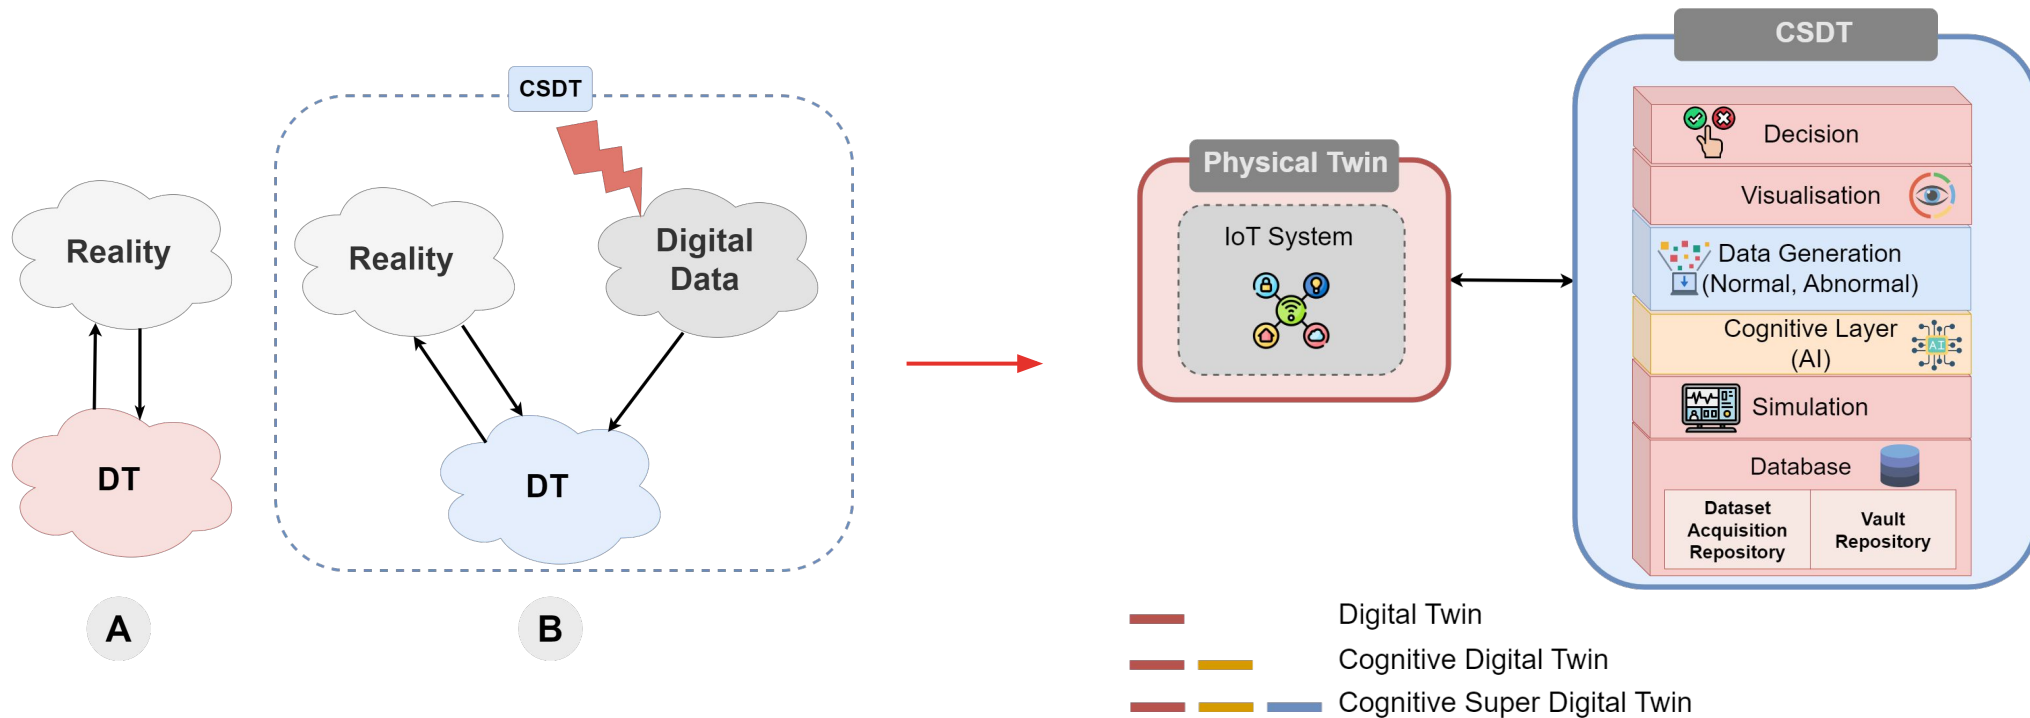 Reality
DT
A
CSDT
Reality
Digital
Data
DT
B
Physical Twin
IoT System
CSDT
Decision
Visualisation
Data Generation
(Normal, Abnormal)
Cognitive Layer
(AI)
AI
Simulation
Database
Dataset
Acquisition
Repository
Vault
Repository
Digital Twin
Cognitive Digital Twin
Cognitive Super Digital Twin